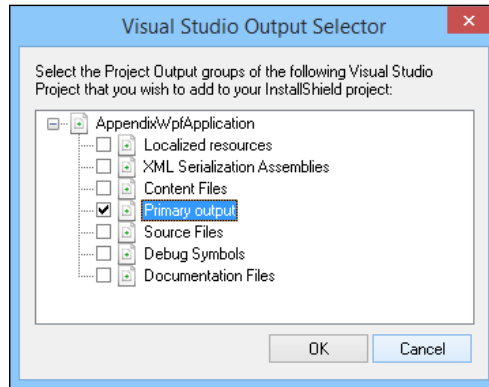 Visual Studio Output Selector
Select the Project Output groups of the following Visual Studio
Project that you wish to add to your InstallShield project:
AppendixWpfApplication
Localized resources
XML Serialization Assemblies
Content Files
Primary output
Source Files
Debug Symbols
Documentation Files
OK Cancel